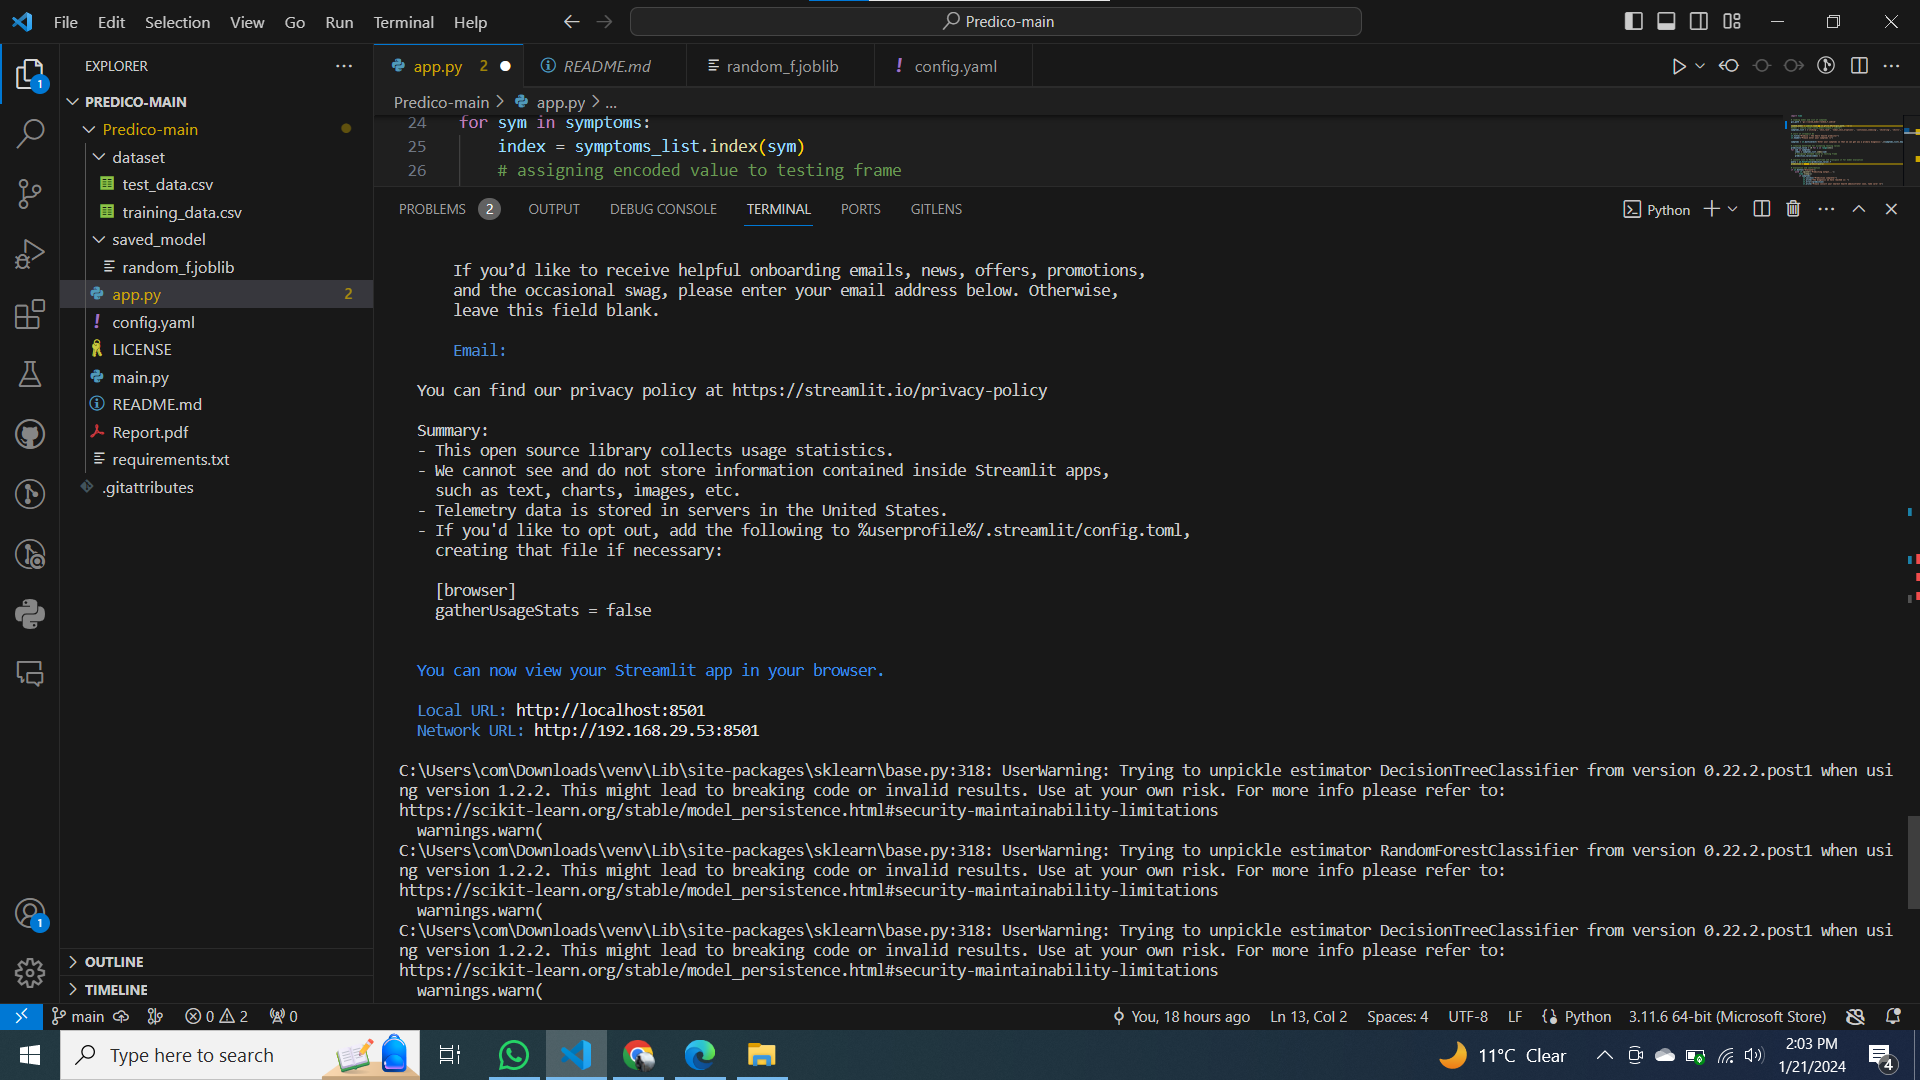 File Edit Selection View Go Run Terminal Help
Predico-main
EXPLORER
PREDICO-MAIN
Predico-main
dataset
test_data.csv
training_data.csv
saved_model
random_f.joblib
app.py 2
config.yaml
LICENSE
main.py
README.md
Report.pdf
requirements.txt
.gitattributes
OUTLINE
TIMELINE
1
1
app.py 2
README.md
random_f.joblib
config.yaml
Predico-main > app.py > ...
24 for sym in symptoms:
25 index = symptoms_list.index(sym)
26 # assigning encoded value to testing frame
PROBLEMS 2 OUTPUT DEBUG CONSOLE TERMINAL PORTS GITLENS
Python
If you’d like to receive helpful onboarding emails, news, offers, promotions,
and the occasional swag, please enter your email address below. Otherwise,
leave this field blank.
Email:
You can find our privacy policy at https://streamlit.io/privacy-policy
Summary:
- This open source library collects usage statistics.
- We cannot see and do not store information contained inside Streamlit apps,
such as text, charts, images, etc.
- Telemetry data is stored in servers in the United States.
- If you'd like to opt out, add the following to %userprofile%/.streamlit/config.toml,
creating that file if necessary:
[browser]
gatherUsageStats = false
You can now view your Streamlit app in your browser.
Local URL: http://localhost:8501
Network URL: http://192.168.29.53:8501
C:\Users\com\Downloads\venv\Lib\site-packages\sklearn\base.py:318: UserWarning: Trying to unpickle estimator DecisionTreeClassifier from version 0.22.2.post1 when usi
ng version 1.2.2. This might lead to breaking code or invalid results. Use at your own risk. For more info please refer to:
https://scikit-learn.org/stable/model_persistence.html#security-maintainability-limitations
warnings.warn(
C:\Users\com\Downloads\venv\Lib\site-packages\sklearn\base.py:318: UserWarning: Trying to unpickle estimator RandomForestClassifier from version 0.22.2.post1 when usi
ng version 1.2.2. This might lead to breaking code or invalid results. Use at your own risk. For more info please refer to:
https://scikit-learn.org/stable/model_persistence.html#security-maintainability-limitations
warnings.warn(
C:\Users\com\Downloads\venv\Lib\site-packages\sklearn\base.py:318: UserWarning: Trying to unpickle estimator DecisionTreeClassifier from version 0.22.2.post1 when usi
ng version 1.2.2. This might lead to breaking code or invalid results. Use at your own risk. For more info please refer to:
https://scikit-learn.org/stable/model_persistence.html#security-maintainability-limitations
warnings.warn(
main 0 2 0 You, 18 hours ago Ln 13, Col 2 Spaces: 4 UTF-8 LF Python 3.11.6 64-bit (Microsoft Store)
Type here to search
11°C Clear
2:03 PM
1/21/2024
4